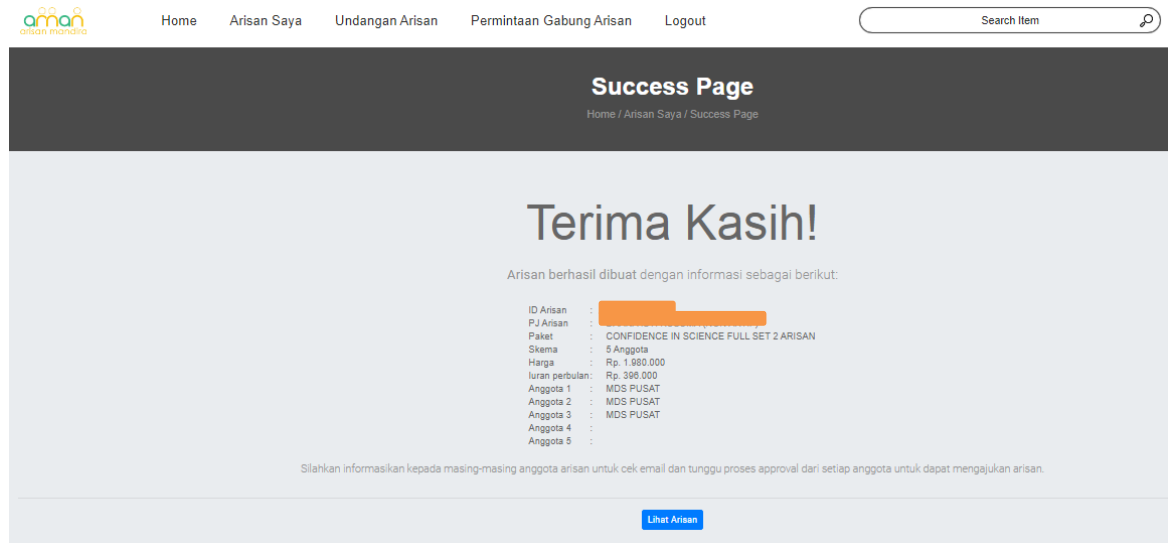 aman
arisan mandiro
Home Arisan Saya Undangan Arisan Permintaan Gabung Arisan Logout Search Item
Success Page
Home / Arisan Saya / Success Page
Terima Kasih!
Arisan berhasil dibuat dengan informasi sebagai berikut:
ID Arisan :
PJ Arisan :
Paket : CONFIDENCE IN SCIENCE FULL SET 2 ARISAN
Skema : 5 Anggota
Harga : Rp. 1.980.000
Iuran perbulan: Rp. 396.000
Anggota 1 : MDS PUSAT
Anggota 2 : MDS PUSAT
Anggota 3 : MDS PUSAT
Anggota 4 :
Anggota 5 :
Silahkan informasikan kepada masing-masing anggota arisan untuk cek email dan tunggu proses approval dari setiap anggota untuk dapat mengajukan arisan.
Lihat Arisan